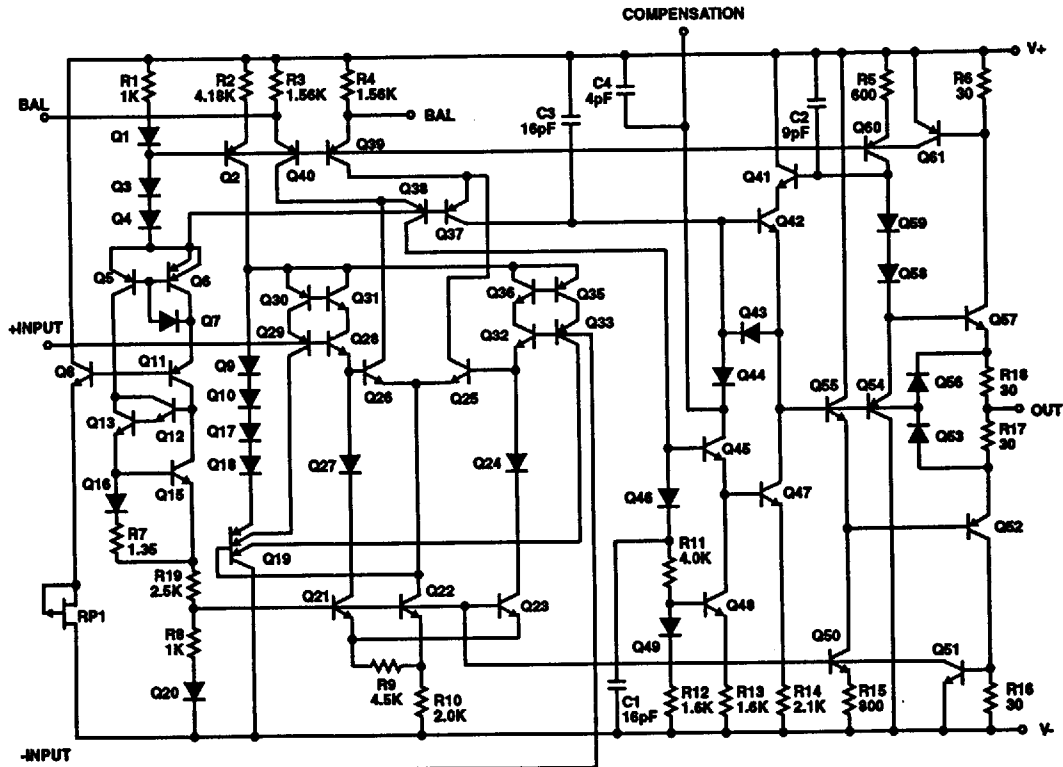 COMPENSATION
V+
R1
1K
R2
4.18K
R3
1.56K
R4
1.56K
C3
16pF
C4
4pF
C2
9pF
R5
600
R6
30
BAL
BAL
Q1
Q2
Q40
Q39
Q60
Q61
Q3
Q4
Q38
Q37
Q41
Q42
Q59
Q58
Q5
Q6
Q7
Q30
Q31
Q36
Q35
Q43
+INPUT
Q29
Q28
Q32
Q33
Q57
Q8
Q11
Q9
Q10
Q26
Q25
Q44
Q55
Q54
Q56
R18
30
OUT
Q13
Q12
Q17
Q18
Q27
Q24
Q45
Q53
R17
30
Q16
Q15
Q46
Q47
Q52
R7
1.35
Q19
R11
4.0K
R19
2.5K
RP1
Q21
Q22
Q23
Q48
Q49
Q50
Q51
R8
1K
Q20
R9
4.5K
R10
2.0K
C1
16pF
R12
1.6K
R13
1.6K
R14
2.1K
R15
800
R16
30
V-
-INPUT